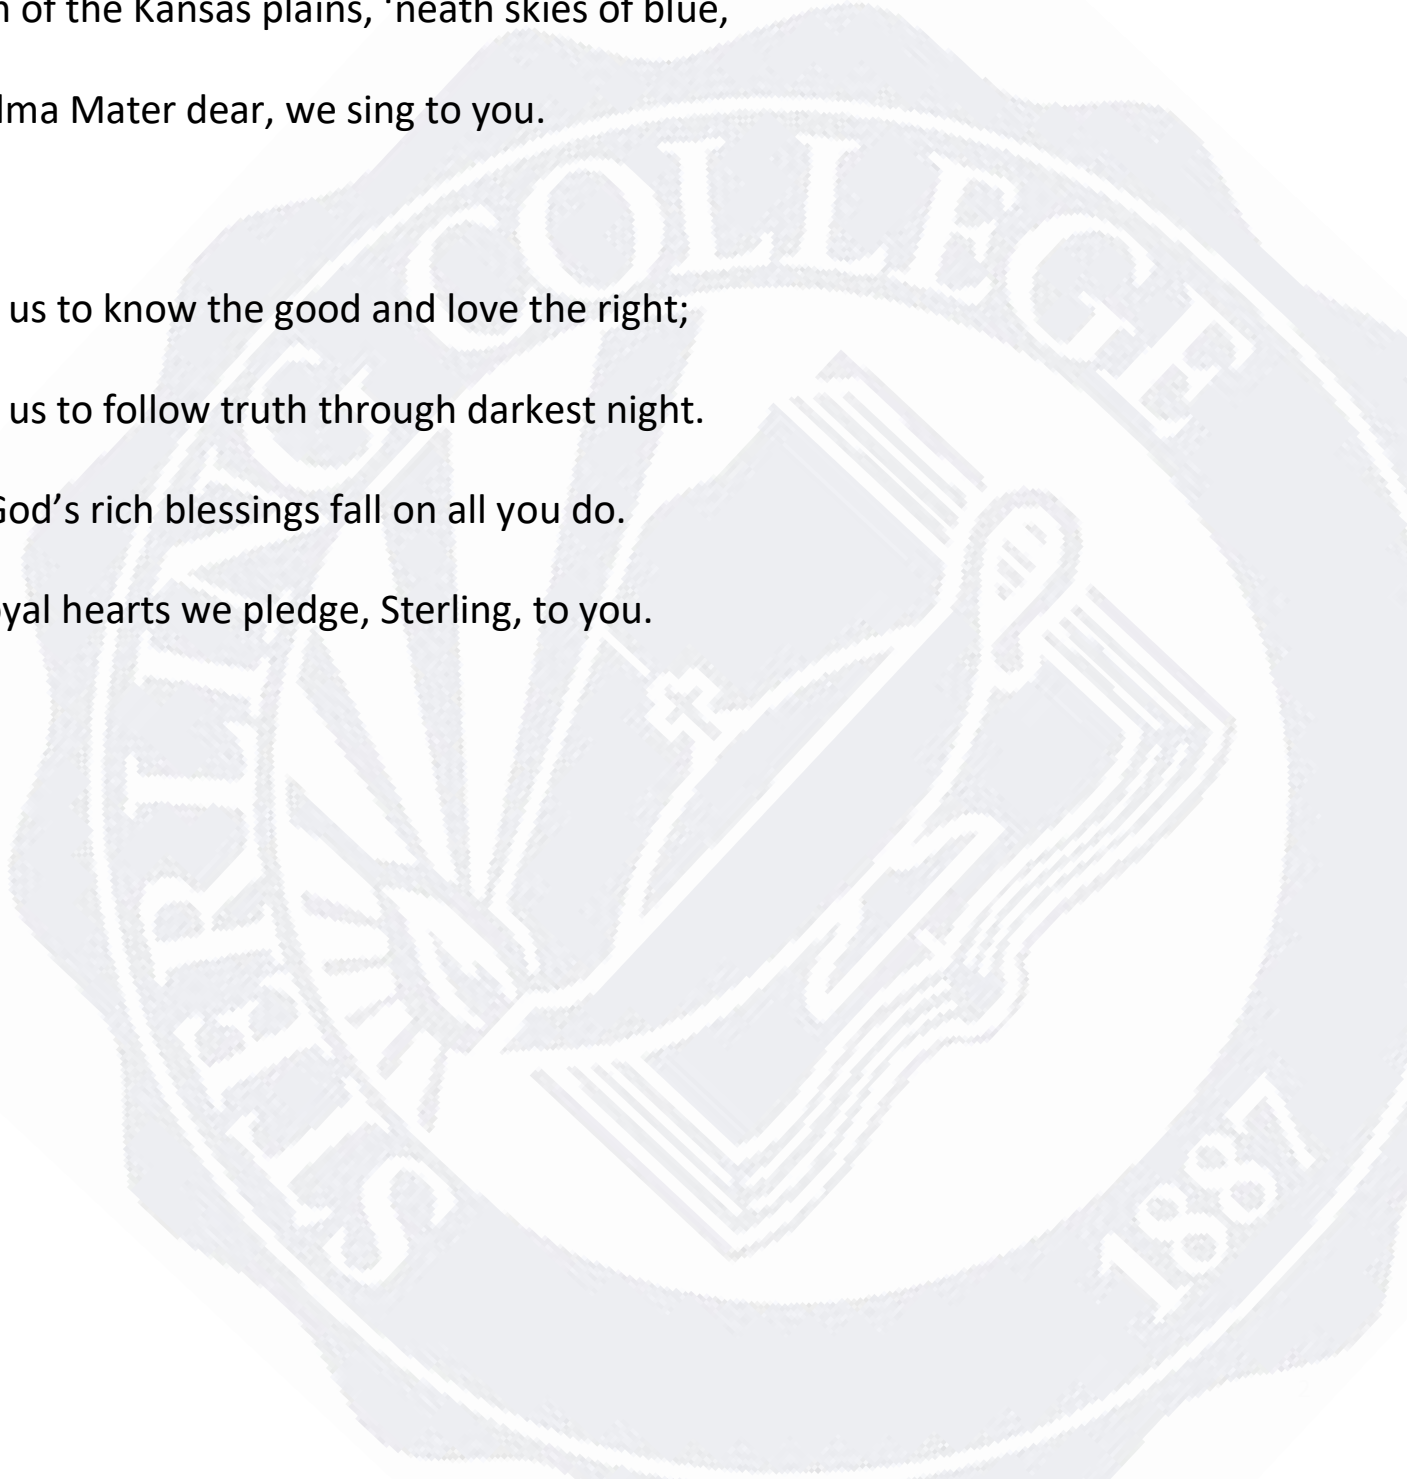 n of the Kansas plains, ‘neath skies of blue,
lma Mater dear, we sing to you.
us to know the good and love the right;
us to follow truth through darkest night.
God’s rich blessings fall on all you do.
oyal hearts we pledge, Sterling, to you.
STERLING COLLEGE
1887